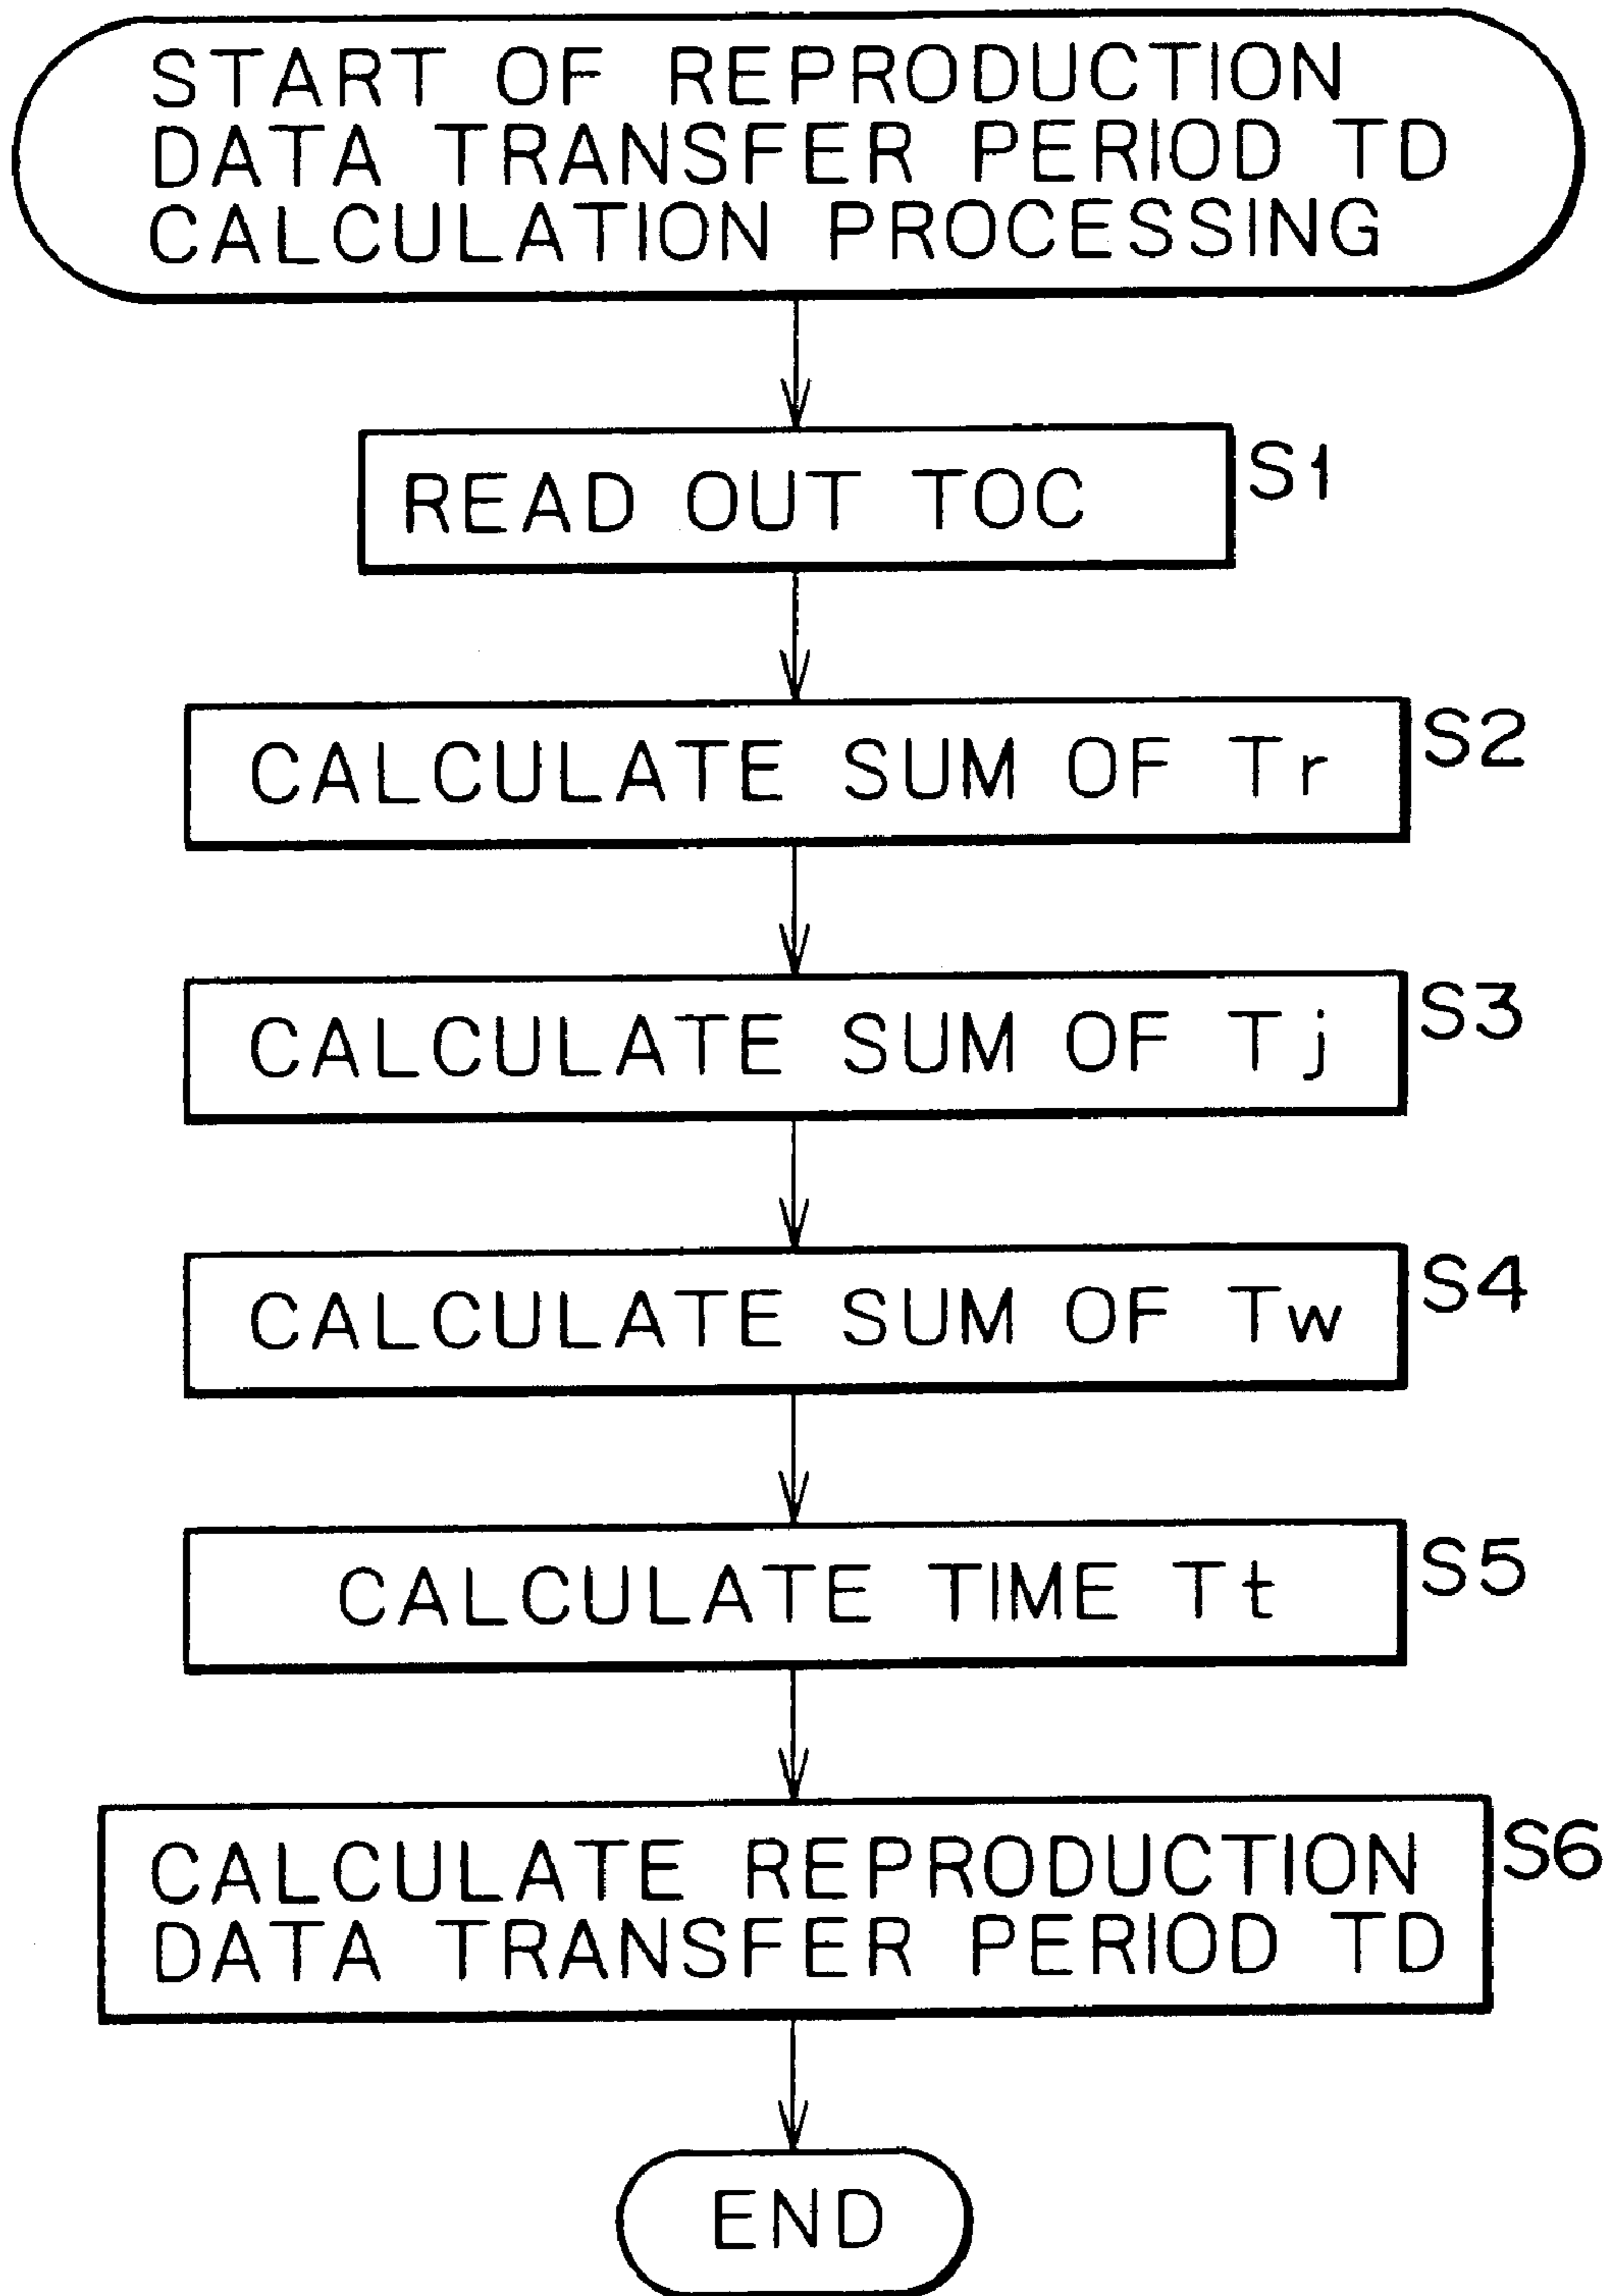 START OF REPRODUCTION
DATA TRANSFER PERIOD TD
CALCULATION PROCESSING
READ OUT TOC
S1
CALCULATE SUM OF Tr
S2
CALCULATE SUM OF Tj
S3
CALCULATE SUM OF Tw
S4
CALCULATE TIME Tt
S5
CALCULATE REPRODUCTION
DATA TRANSFER PERIOD TD
S6
END